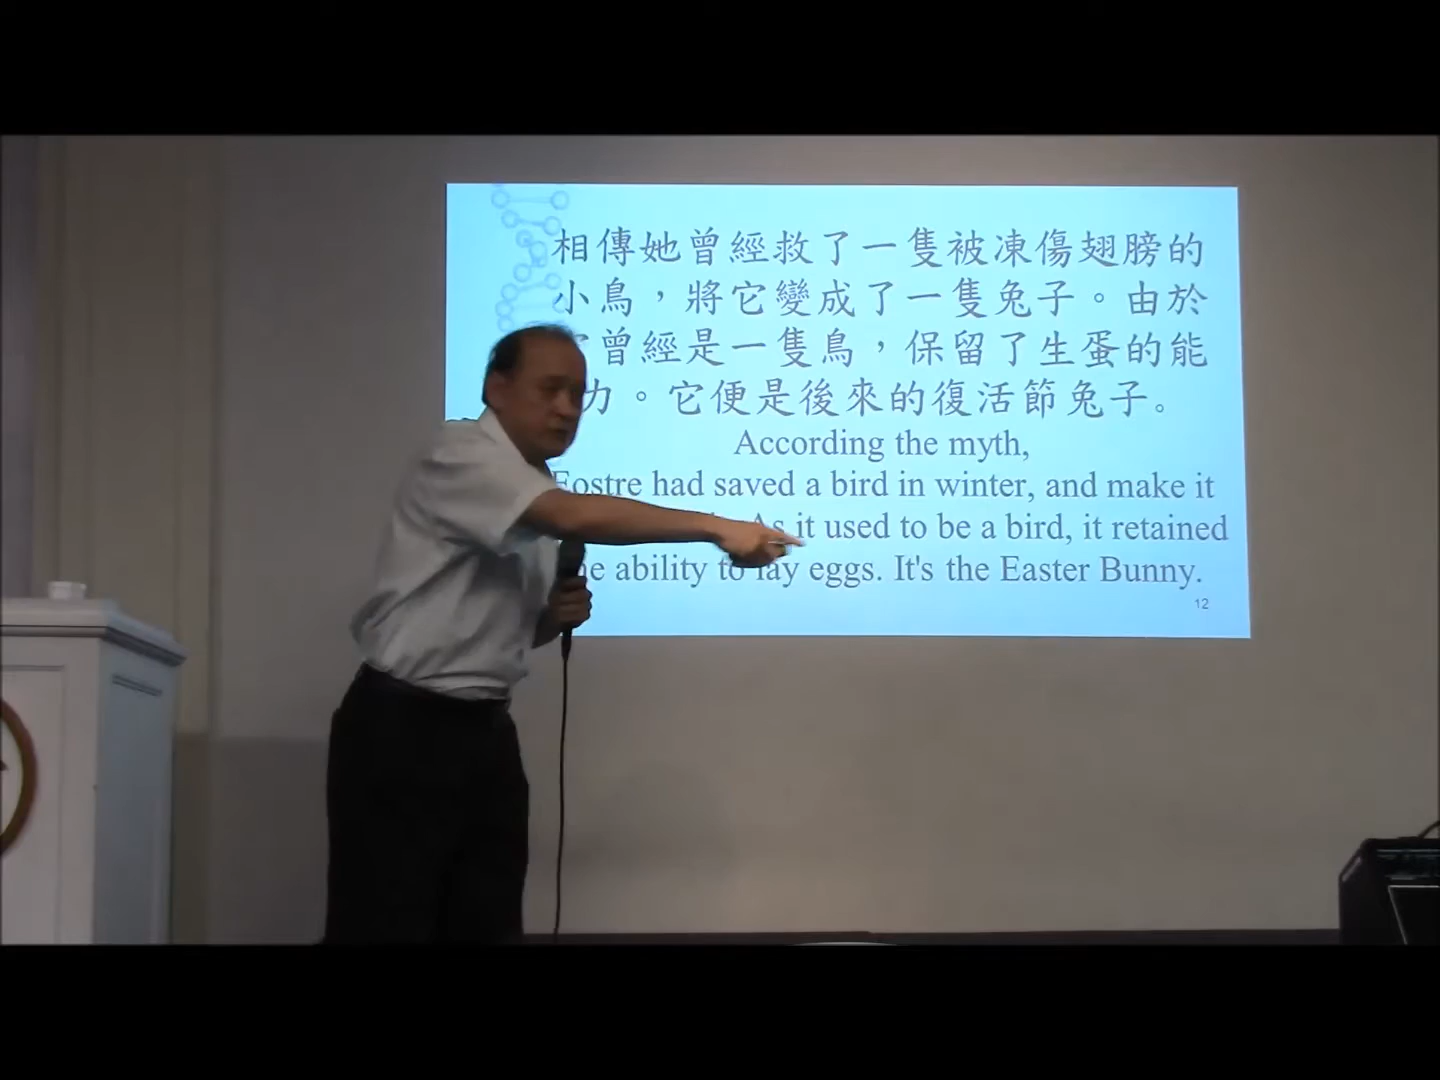 相傳她曾經救了一隻被凍傷翅膀的
小鳥，將它變成了一隻兔子。由於
曾經是一隻鳥，保留了生蛋的能
力。它便是後來的復活節兔子。
According the myth,
Eostre had saved a bird in winter, and make it
As it used to be a bird, it retained
ability to lay eggs. It's the Easter Bunny.
12